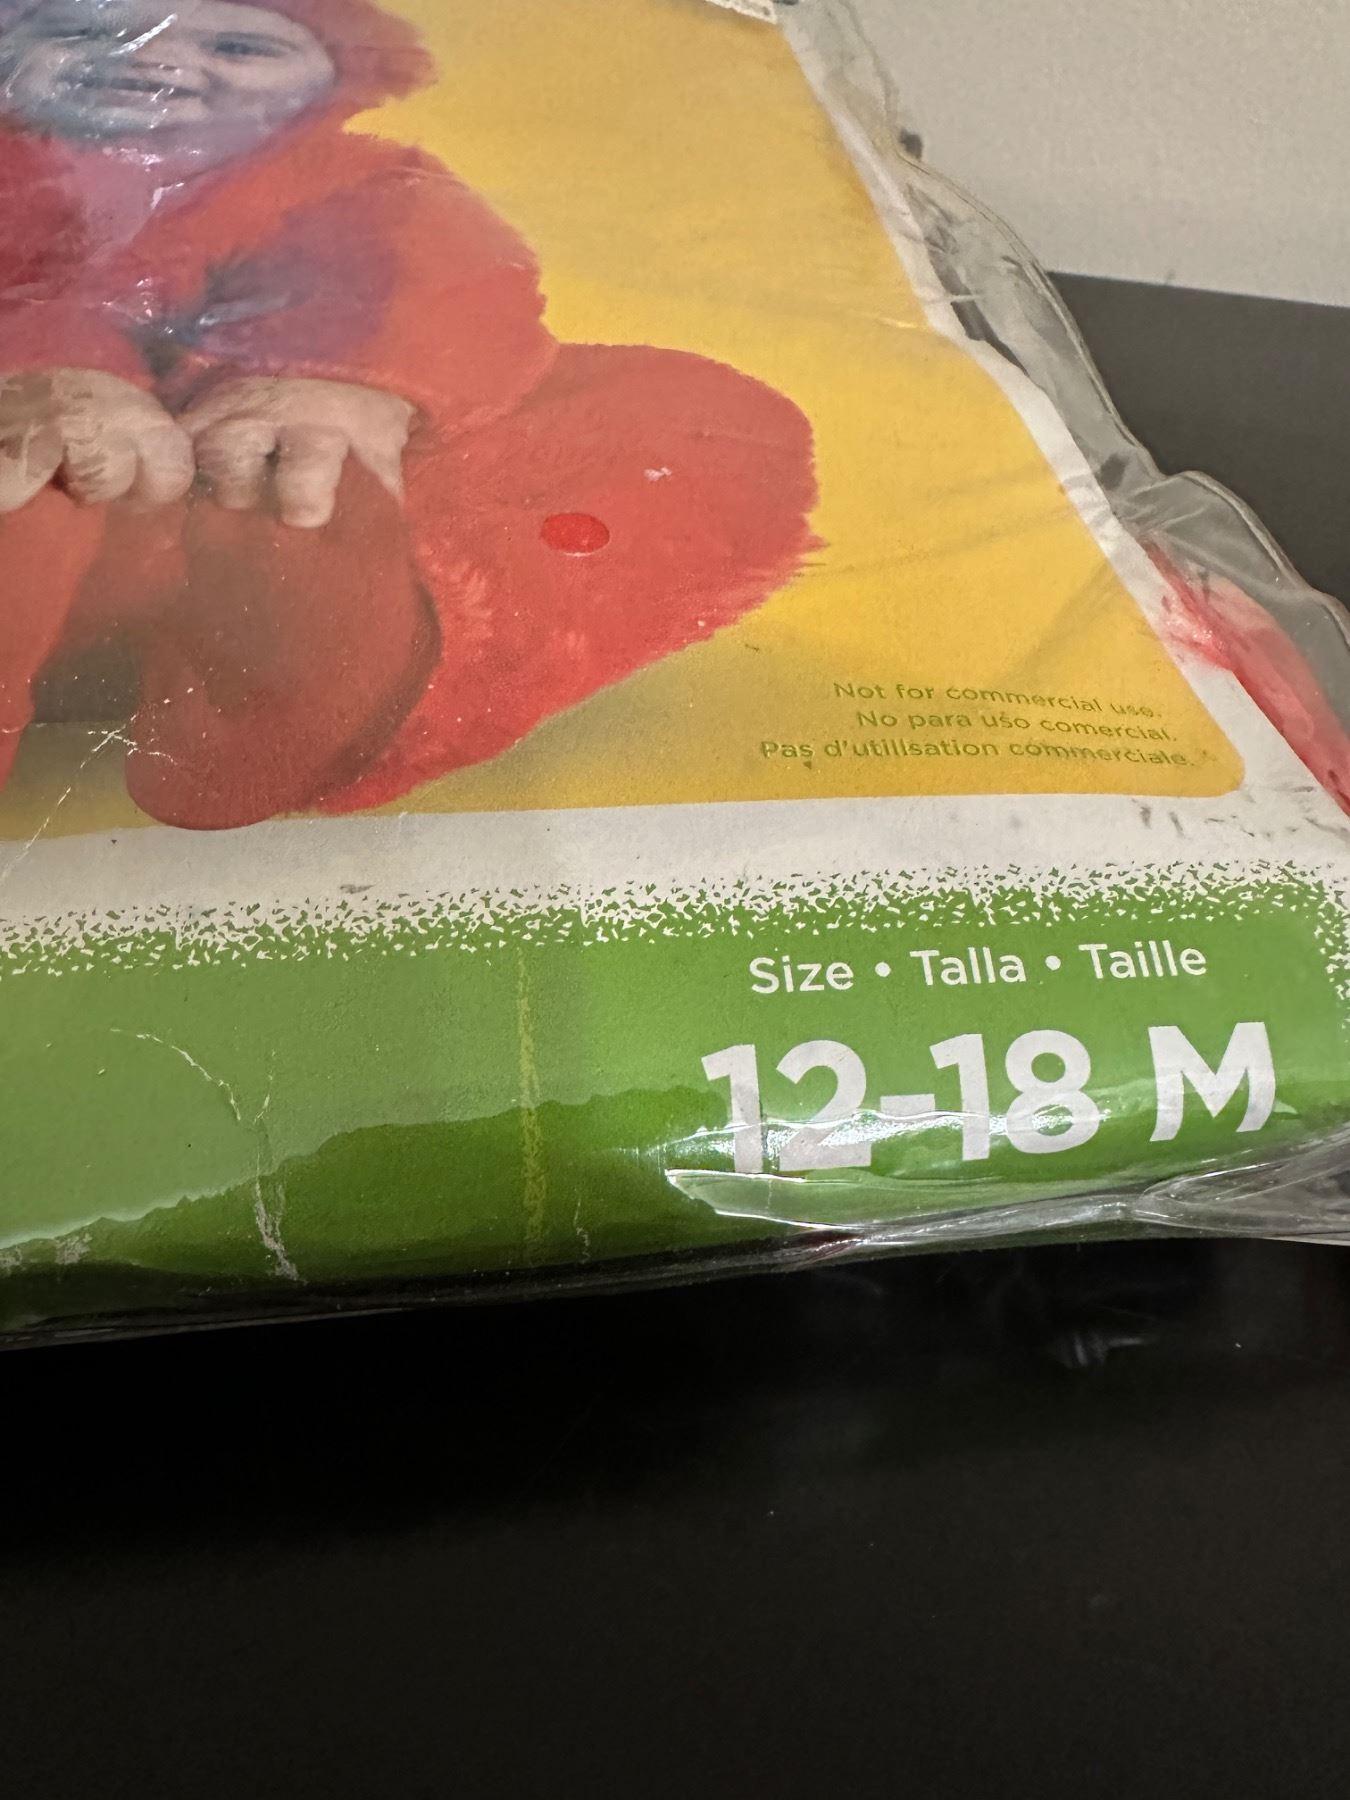 Not for commercial use.
No para uso comercial.
Pas d'utilisation commerciale.
Size • Talla • Taille
12-18 M